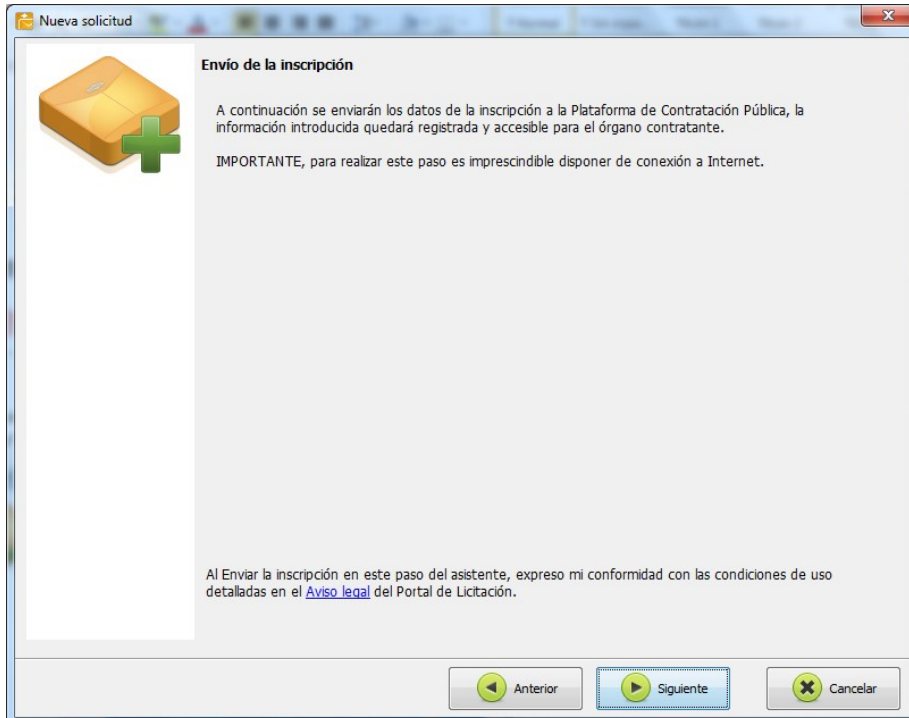 Nueva solicitud
Envío de la inscripción
A continuación se enviarán los datos de la inscripción a la Plataforma de Contratación Pública, la
información introducida quedará registrada y accesible para el órgano contratante.
IMPORTANTE, para realizar este paso es imprescindible disponer de conexión a Internet.
Al Enviar la inscripción en este paso del asistente, expreso mi conformidad con las condiciones de uso
detalladas en el Aviso legal del Portal de Licitación.
Anterior
Siguiente
Cancelar